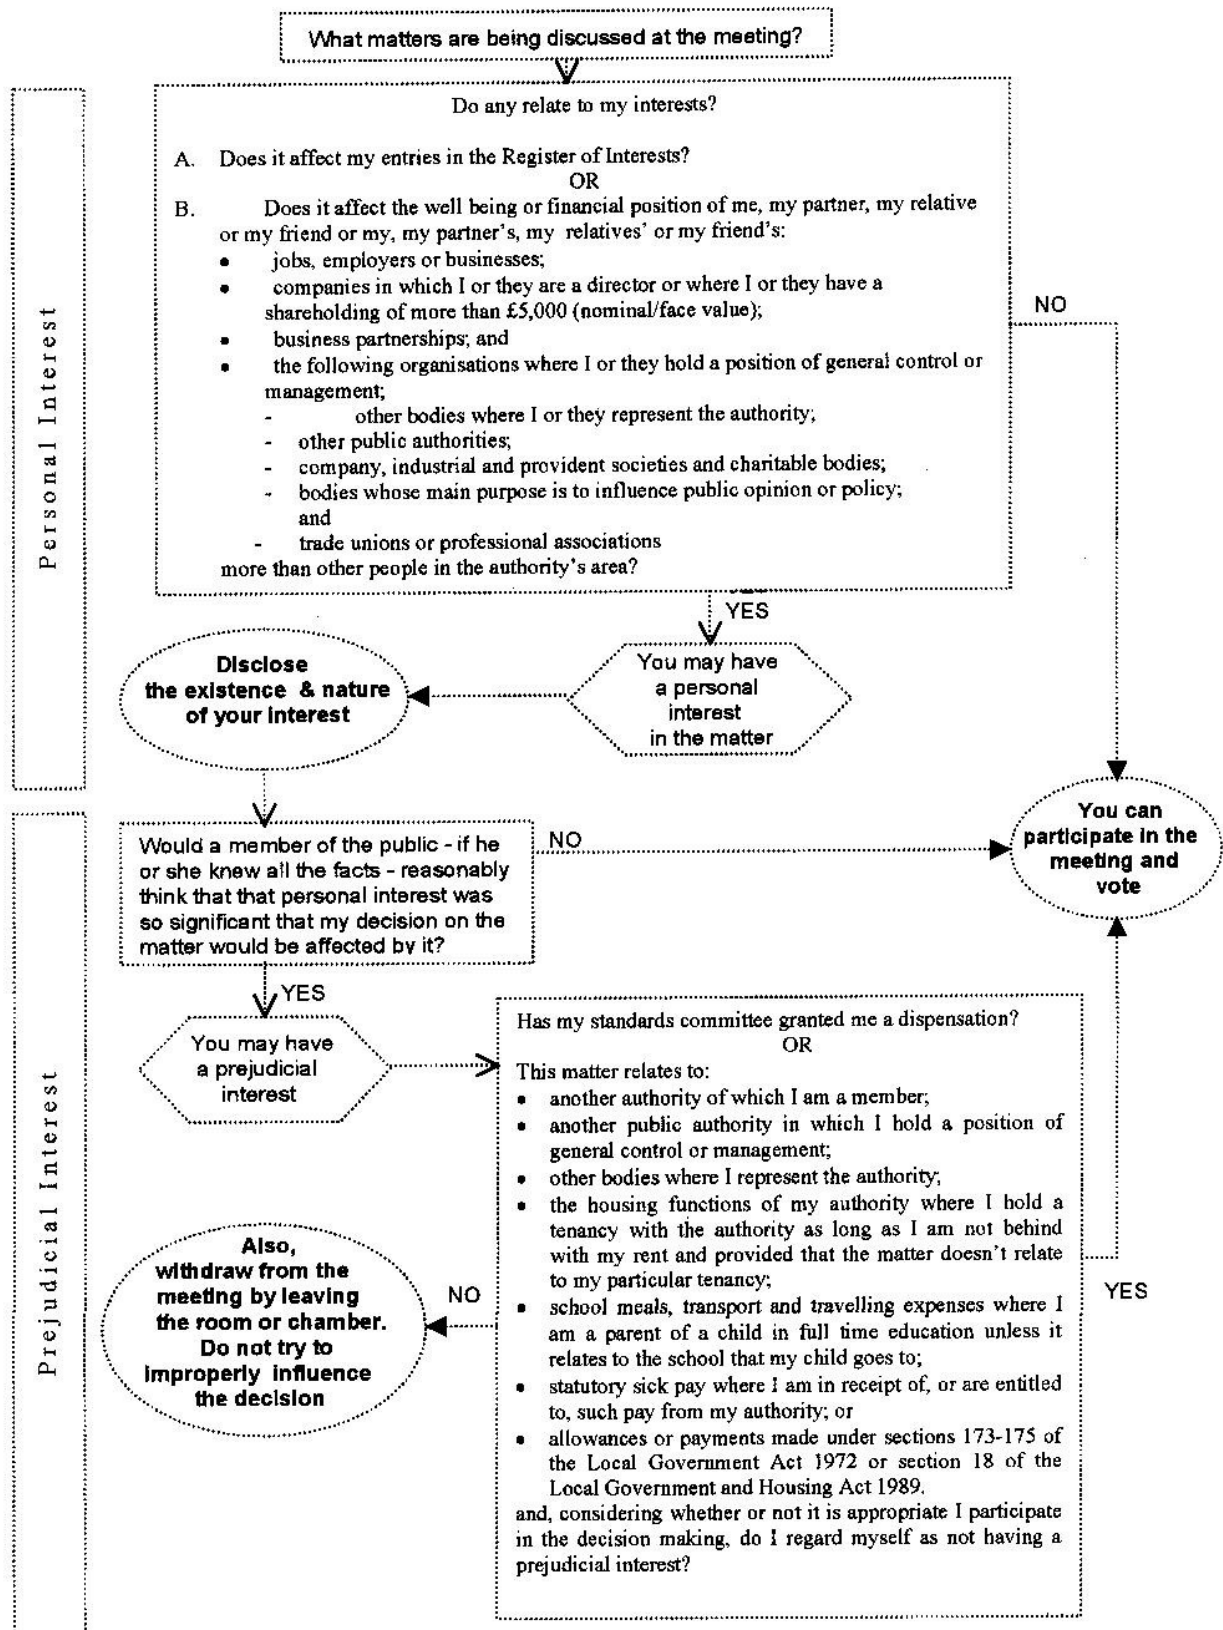 What matters are being discussed at the meeting?
Do any relate to my interests?
A. Does it affect my entries in the Register of Interests?
OR
B. Does it affect the well being or financial position of me, my partner, my relative
or my friend or my, my partner's, my relatives' or my friend's:
• jobs, employers or businesses;
• companies in which I or they are a director or where I or they have a
shareholding of more than £5,000 (nominal/face value);
• business partnerships; and
• the following organisations where I or they hold a position of general control or
management;
- other bodies where I or they represent the authority;
- other public authorities;
- company, industrial and provident societies and charitable bodies;
- bodies whose main purpose is to influence public opinion or policy;
and
- trade unions or professional associations
more than other people in the authority's area?
NO
Personal Interest
YES
You may have
a personal
interest
in the matter
Disclose
the existence & nature
of your interest
Would a member of the public - if he
or she knew all the facts - reasonably
think that that personal interest was
so significant that my decision on the
matter would be affected by it?
NO
You can
participate in the
meeting and
vote
YES
You may have
a prejudicial
interest
Prejudicial Interest
Has my standards committee granted me a dispensation?
OR
This matter relates to:
• another authority of which I am a member;
• another public authority in which I hold a position of
general control or management;
• other bodies where I represent the authority;
• the housing functions of my authority where I hold a
tenancy with the authority as long as I am not behind
with my rent and provided that the matter doesn't relate
to my particular tenancy;
• school meals, transport and travelling expenses where I
am a parent of a child in full time education unless it
relates to the school that my child goes to;
• statutory sick pay where I am in receipt of, or are entitled
to, such pay from my authority; or
• allowances or payments made under sections 173-175 of
the Local Government Act 1972 or section 18 of the
Local Government and Housing Act 1989.
and, considering whether or not it is appropriate I participate
in the decision making, do I regard myself as not having a
prejudicial interest?
YES
NO
Also,
withdraw from the
meeting by leaving
the room or chamber.
Do not try to
improperly influence
the decision